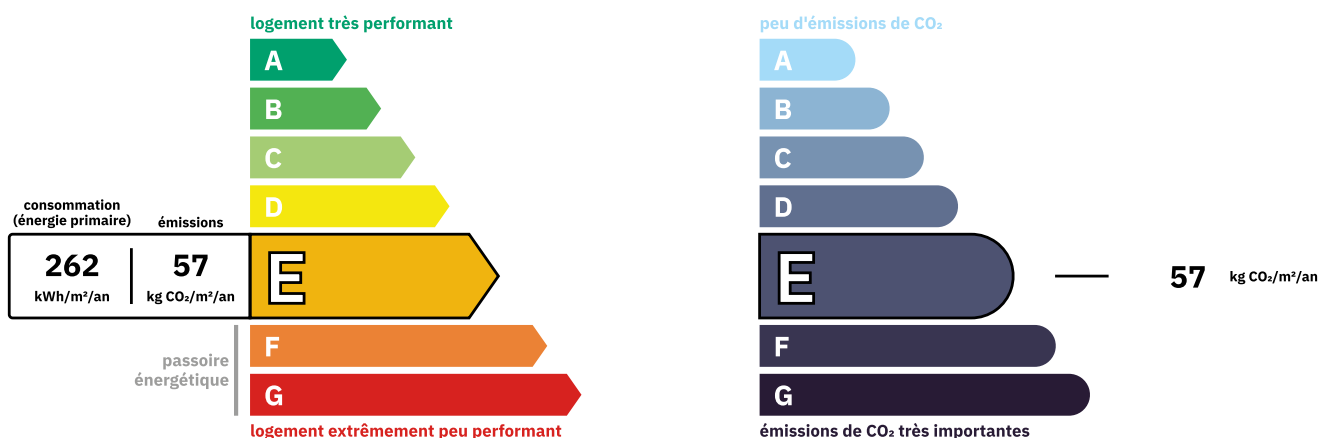 logement très performant
A
B
C
D
consommation
(énergie primaire)
émissions
262
kWh/m²/an
57
kg CO₂/m²/an
E
passoire
énergétique
F
G
logement extrêmement peu performant
peu d'émissions de CO₂
A
B
C
D
E
57
kg CO₂/m²/an
F
G
émissions de CO₂ très importantes